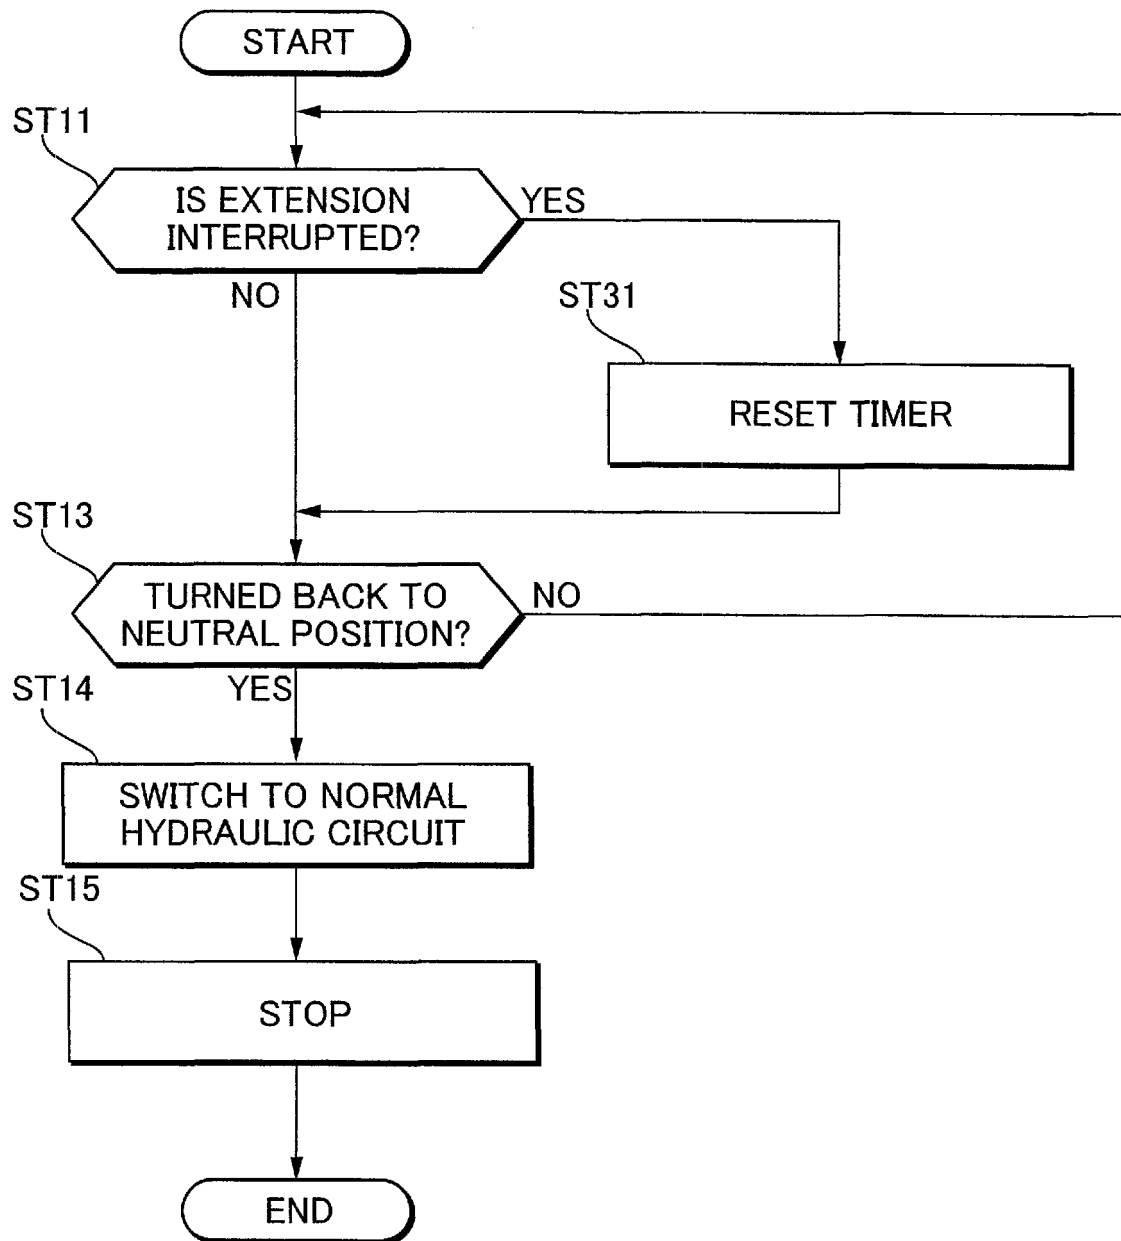 START
ST11
IS EXTENSION
INTERRUPTED?
YES
NO
ST31
RESET TIMER
ST13
TURNED BACK TO
NEUTRAL POSITION?
NO
YES
ST14
SWITCH TO NORMAL
HYDRAULIC CIRCUIT
ST15
STOP
END